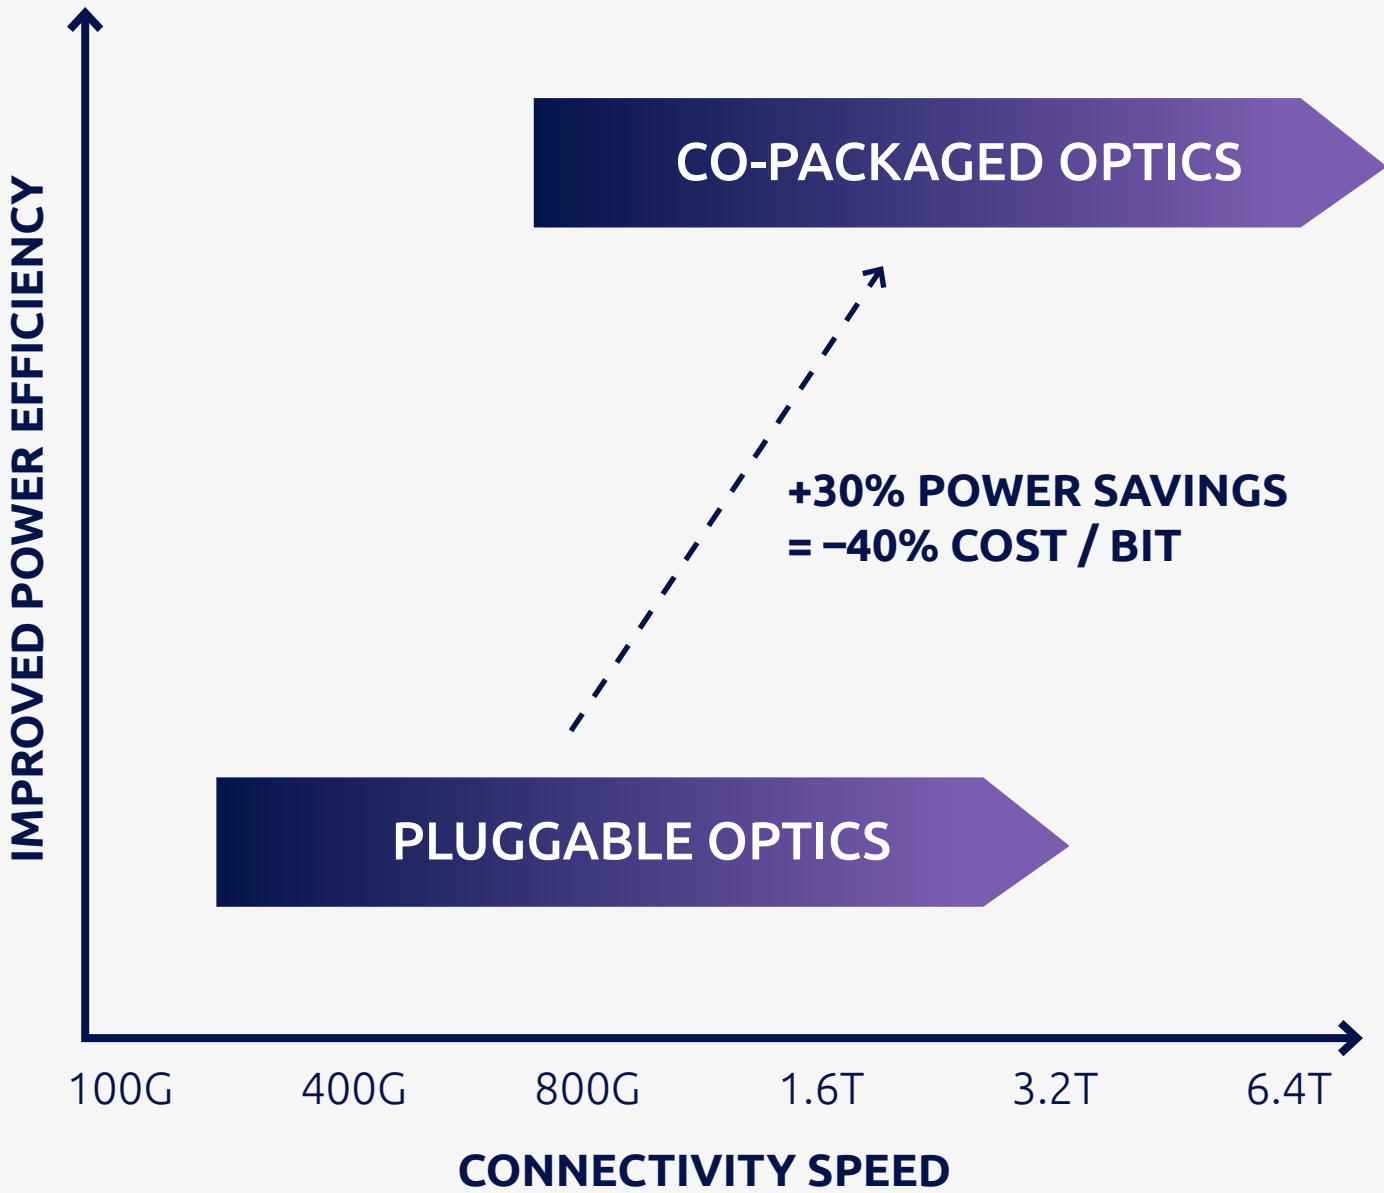 IMPROVED POWER EFFICIENCY
CO-PACKAGED OPTICS
+30% POWER SAVINGS
= –40% COST / BIT
PLUGGABLE OPTICS
100G 400G 800G 1.6T 3.2T 6.4T
CONNECTIVITY SPEED